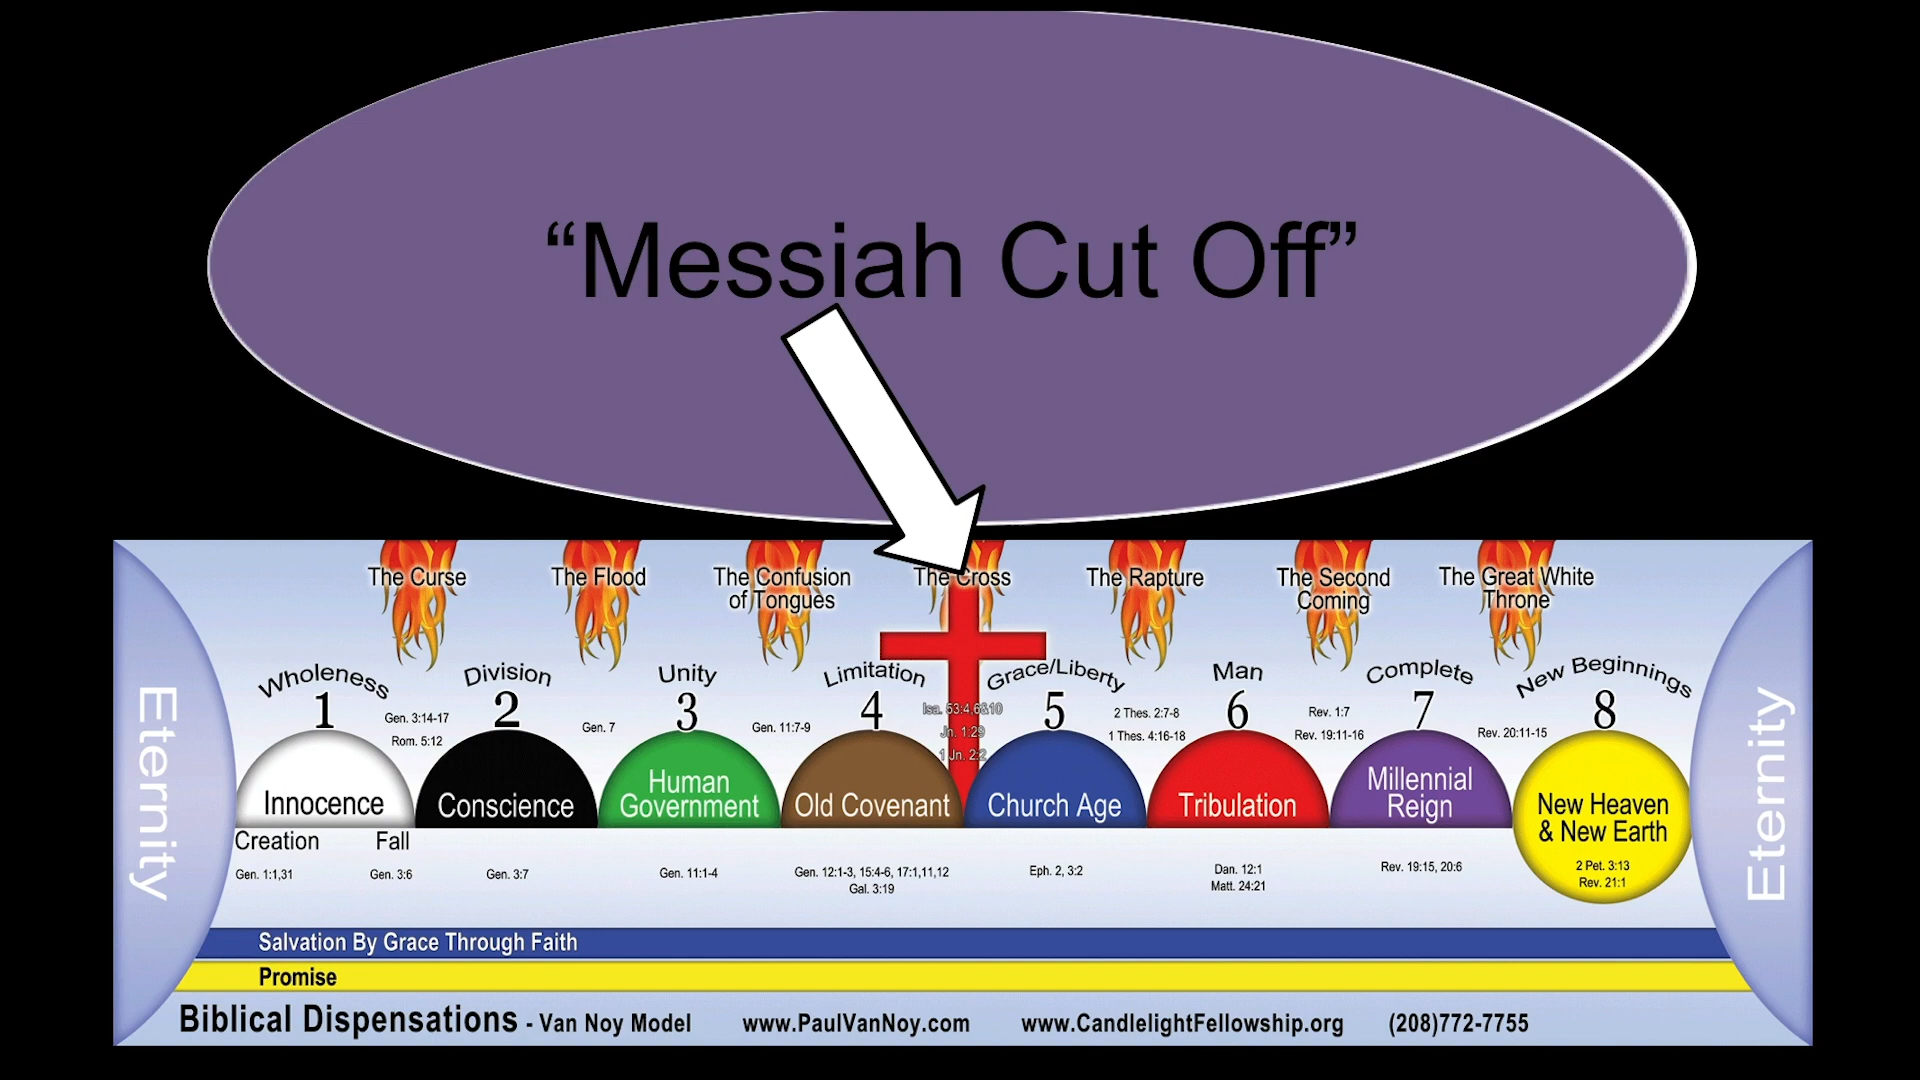 “Messiah Cut Off”
The Curse
The Flood
The Confusion
of Tongues
The Cross
The Rapture
The Second
Coming
The Great White
Throne
Wholeness
Division
Unity
Limitation
Grace/Liberty
Man
Complete
New Beginnings
1
2
3
4
5
6
7
8
Gen. 3:14-17
Rom. 5:12
Gen. 7
Gen. 11:7-9
Isa. 53:4,6&10
Jn. 1:29
1 Jn. 2:2
2 Thes. 2:7-8
1 Thes. 4:16-18
Rev. 1:7
Rev. 19:11-16
Rev. 20:11-15
Eternity
Innocence
Conscience
Human
Government
Old Covenant
Church Age
Tribulation
Millennial
Reign
New Heaven
& New Earth
2 Pet. 3:13
Rev. 21:1
Eternity
Creation
Fall
Gen. 1:1,31
Gen. 3:6
Gen. 3:7
Gen. 11:1-4
Gen. 12:1-3, 15:4-6, 17:1,11,12
Gal. 3:19
Eph. 2, 3:2
Dan. 12:1
Matt. 24:21
Rev. 19:15, 20:6
Salvation By Grace Through Faith
Promise
Biblical Dispensations - Van Noy Model www.PaulVanNoy.com www.CandlelightFellowship.org (208)772-7755